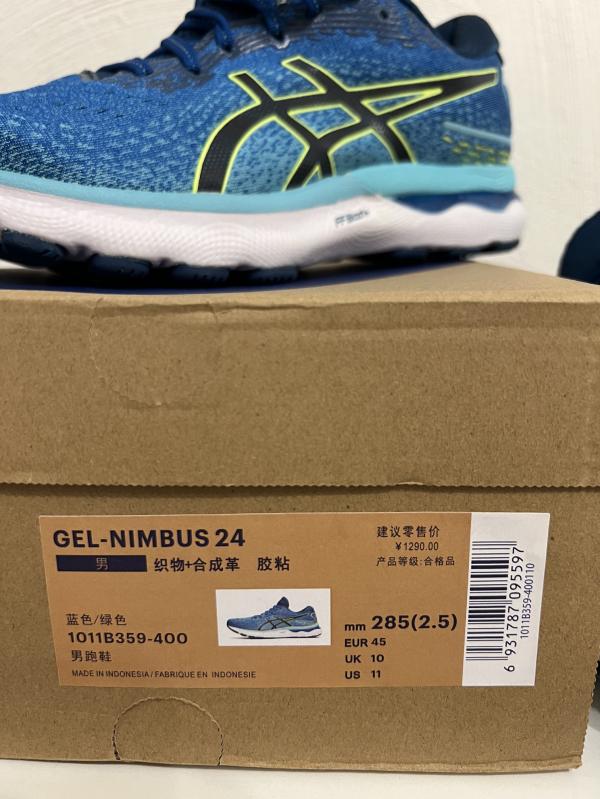 FF Blast+
GEL-NIMBUS 24
男 织物+合成革 胶粘
建议零售价
¥1290.00
产品等级:合格品
蓝色/绿色
1011B359-400
男跑鞋
MADE IN INDONESIA / FABRIQUE EN INDONESIE
mm 285(2.5)
EUR 45
UK 10
US 11
6 931787 095597
1011B359-400110